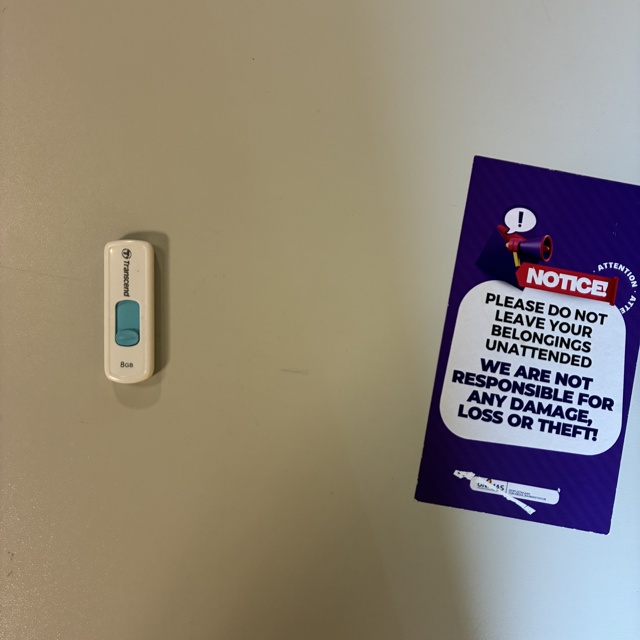 Transcend
8GB
!
ATTENTION
NOTICE!
PLEASE DO NOT
LEAVE YOUR
BELONGINGS
UNATTENDED
WE ARE NOT
RESPONSIBLE FOR
ANY DAMAGE,
LOSS OR THEFT!